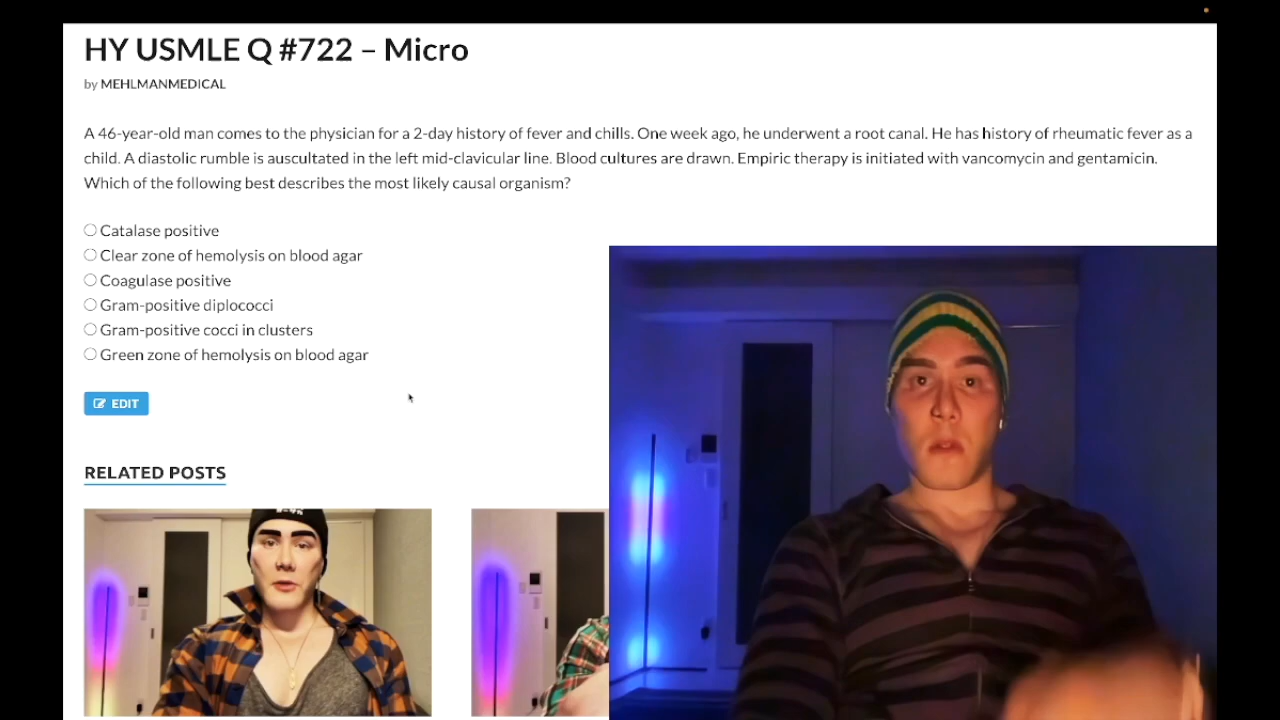 HY USMLE Q #722 – Micro
by MEHLMANMEDICAL
A 46-year-old man comes to the physician for a 2-day history of fever and chills. One week ago, he underwent a root canal. He has history of rheumatic fever as a
child. A diastolic rumble is auscultated in the left mid-clavicular line. Blood cultures are drawn. Empiric therapy is initiated with vancomycin and gentamicin.
Which of the following best describes the most likely causal organism?
Catalase positive
Clear zone of hemolysis on blood agar
Coagulase positive
Gram-positive diplococci
Gram-positive cocci in clusters
Green zone of hemolysis on blood agar
EDIT
RELATED POSTS